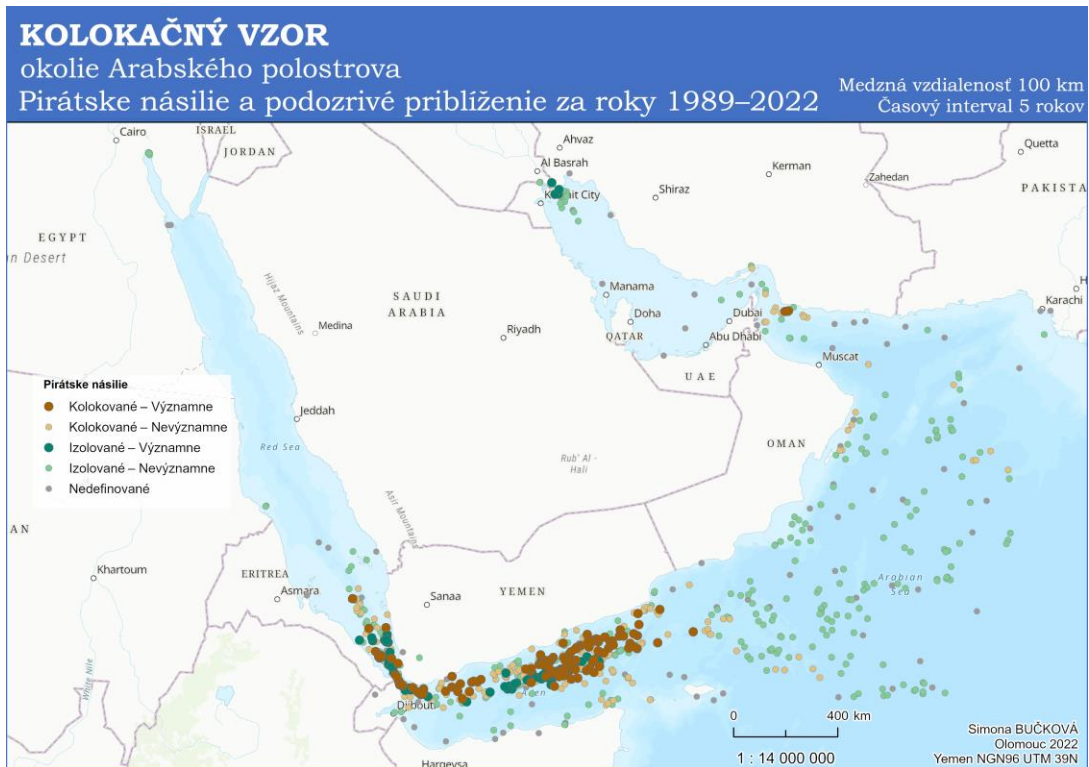 KOLOKAČNÝ VZOR
okolie Arabského polostrova
Pirátske násilie a podozrivé priblíženie za roky 1989–2022
Medzná vzdialenosť 100 km
Časový interval 5 rokov
Cairo
ISRAEL
JORDAN
Ahvaz
Al Basrah
Kuwait City
Kerman
Shiraz
Zahedan
Quetta
PAKISTA
EGYPT
n Desert
Hijaz Mountains
SAUDI
ARABIA
Medina
Riyadh
Manama
Doha
QATAR
Dubai
Abu Dhabi
UAE
Muscat
Karachi
H
Pirátske násilie
Kolokované – Významne
Kolokované – Nevýznamne
Izolované – Významne
Izolované – Nevýznamne
Nedefinované
Jeddah
Red Sea
Rub' Al -
Hali
OMAN
Asir Mountains
AN
Khartoum
ERITREA
Asmara
Sanaa
YEMEN
Arabian
Sea
White Nile
Djibouti
Aden
Hargeysa
0 400 km
1 : 14 000 000
Simona BUČKOVÁ
Olomouc 2022
Yemen NGN96 UTM 39N